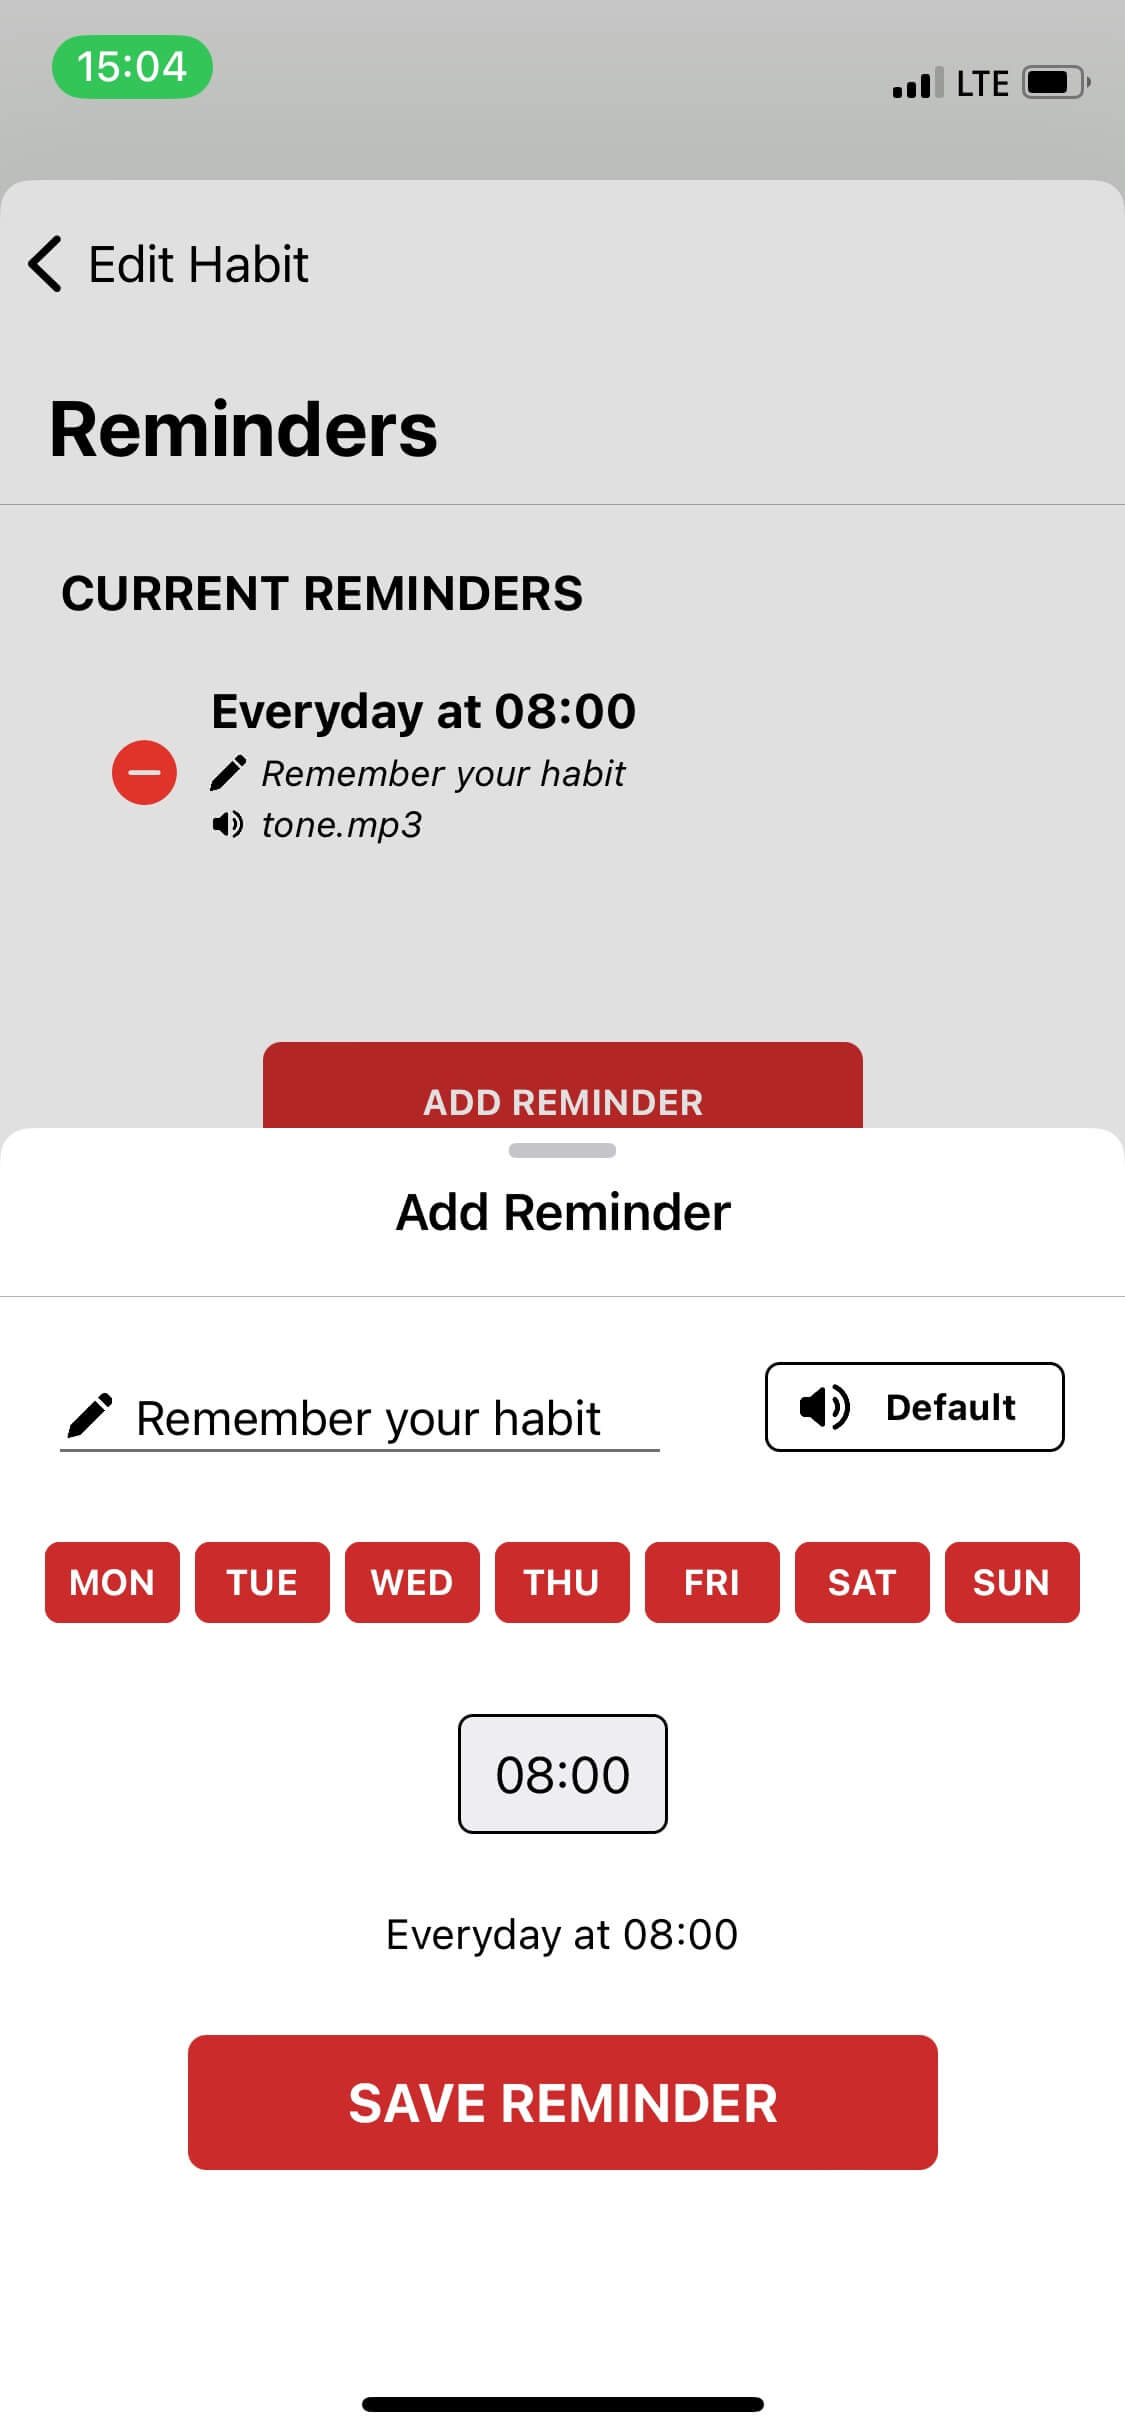 15:04
LTE
Edit Habit
Reminders
CURRENT REMINDERS
Everyday at 08:00
Remember your habit
tone.mp3
ADD REMINDER
Add Reminder
Remember your habit
Default
MON TUE WED THU FRI SAT SUN
08:00
Everyday at 08:00
SAVE REMINDER